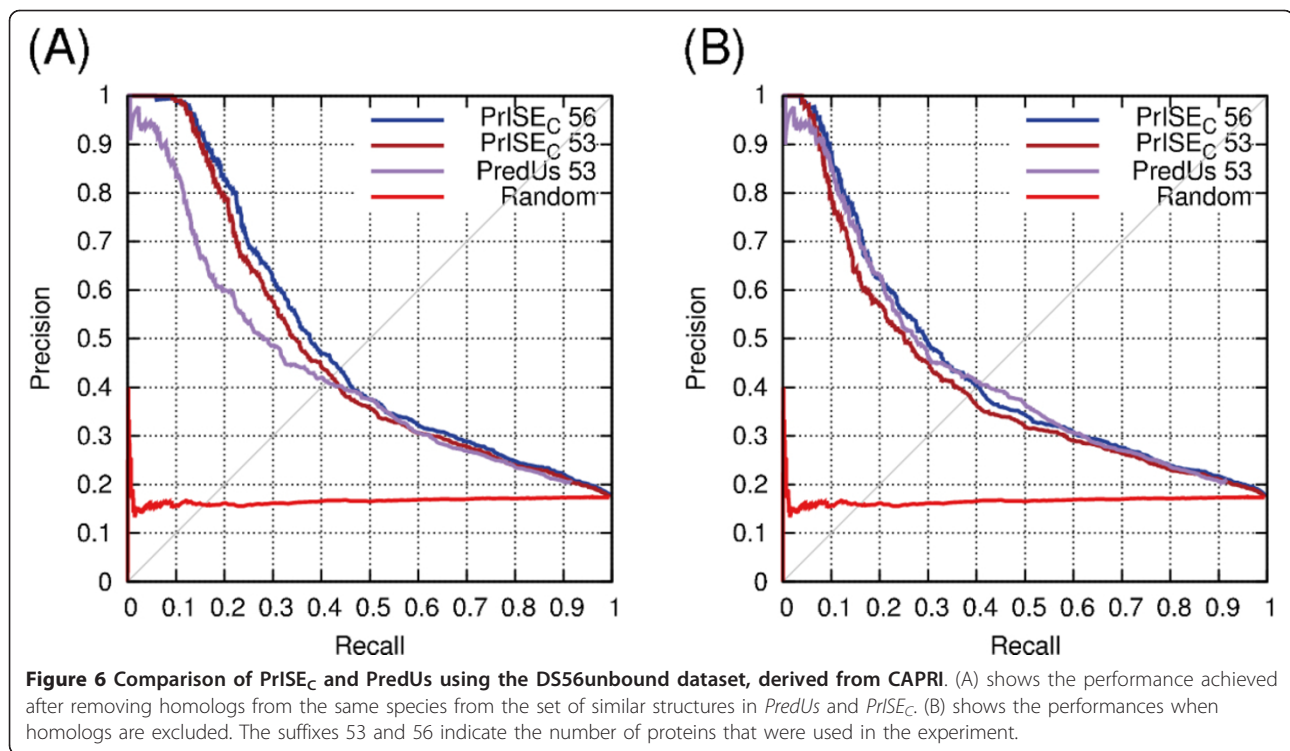 (A)
1
0.9
0.8
0.7
0.6
0.5
0.4
0.3
0.2
0.1
0
Precision
PrISEC 56
PrISEC 53
PredUs 53
Random
0 0.1 0.2 0.3 0.4 0.5 0.6 0.7 0.8 0.9 1
Recall
(B)
1
0.9
0.8
0.7
0.6
0.5
0.4
0.3
0.2
0.1
0
Precision
PrISEC 56
PrISEC 53
PredUs 53
Random
0 0.1 0.2 0.3 0.4 0.5 0.6 0.7 0.8 0.9 1
Recall
Figure 6 Comparison of PrISEC and PredUs using the DS56unbound dataset, derived from CAPRI. (A) shows the performance achieved
after removing homologs from the same species from the set of similar structures in PredUs and PrISEC. (B) shows the performances when
homologs are excluded. The suffixes 53 and 56 indicate the number of proteins that were used in the experiment.